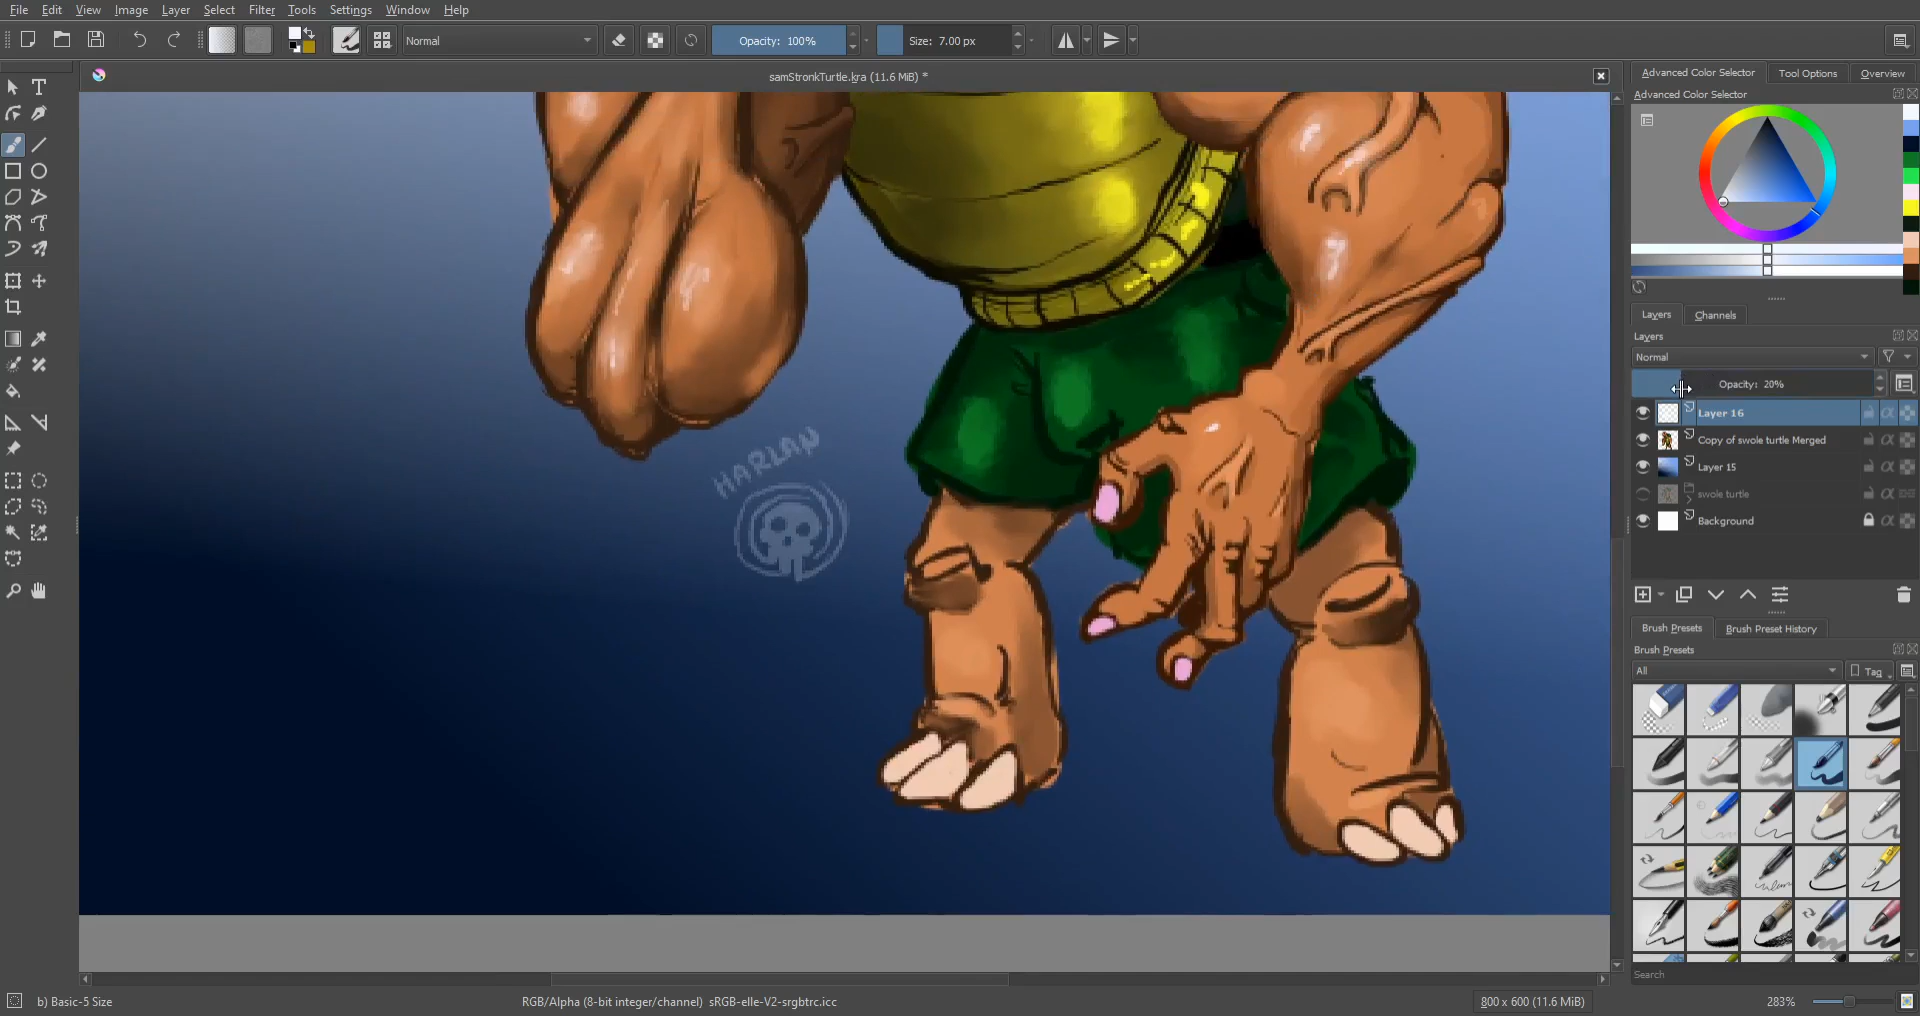 File Edit View Image Layer Select Filter Tools Settings Window Help
Normal Opacity: 100% Size: 7.00 px
samStronkTurtle.kra (11.6 MiB) *
Advanced Color Selector Tool Options Overview
Advanced Color Selector
Layers Channels
Layers
Normal
Opacity: 20%
Layer 16
Copy of swole turtle Merged
Layer 15
swole turtle
Background
HARLAN
Brush Presets Brush Preset History
Brush Presets
All Tag
Search
b) Basic-5 Size RGB/Alpha (8-bit integer/channel) sRGB-elle-V2-srgbtrc.icc 800 x 600 (11.6 MiB) 283%